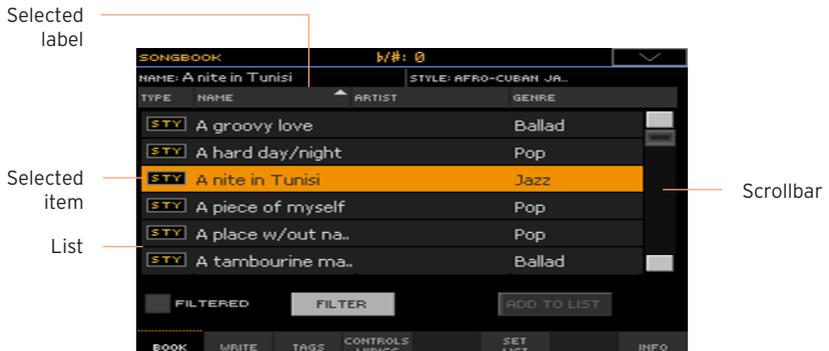 Selected label
SONGBOOK ♭/#: 0
NAME: A nite in Tunisi STYLE: AFRO-CUBAN JA..
TYPE NAME ARTIST GENRE
STY A groovy love Ballad
STY A hard day/night Pop
Selected item
STY A nite in Tunisi Jazz
Scrollbar
STY A piece of myself Pop
List
STY A place w/out na.. Pop
STY A tambourine ma.. Ballad
FILTERED FILTER ADD TO LIST
BOOK WRITE TAGS CONTROLS LYRICS SET LIST INFO